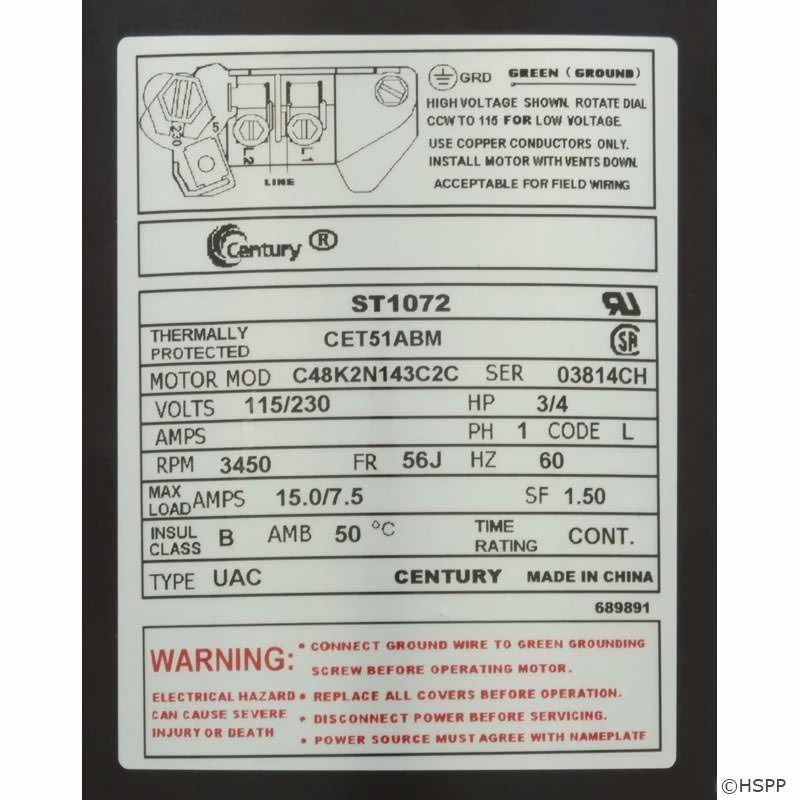 GRD GREEN (GROUND)
HIGH VOLTAGE SHOWN. ROTATE DIAL
CCW TO 115 FOR LOW VOLTAGE.
USE COPPER CONDUCTORS ONLY.
INSTALL MOTOR WITH VENTS DOWN.
ACCEPTABLE FOR FIELD WIRING
230
5
L2 L1
LINE
Century ®
ST1072
THERMALLY
PROTECTED
CET51ABM
MOTOR MOD C48K2N143C2C SER 03814CH
VOLTS 115/230 HP 3/4
AMPS PH 1 CODE L
RPM 3450 FR 56J HZ 60
MAX
LOAD AMPS 15.0/7.5 SF 1.50
INSUL
CLASS B AMB 50 °C TIME
RATING CONT.
TYPE UAC CENTURY MADE IN CHINA
689891
WARNING:
ELECTRICAL HAZARD
CAN CAUSE SEVERE
INJURY OR DEATH
• CONNECT GROUND WIRE TO GREEN GROUNDING
SCREW BEFORE OPERATING MOTOR.
• REPLACE ALL COVERS BEFORE OPERATION.
• DISCONNECT POWER BEFORE SERVICING.
• POWER SOURCE MUST AGREE WITH NAMEPLATE
©HSPP